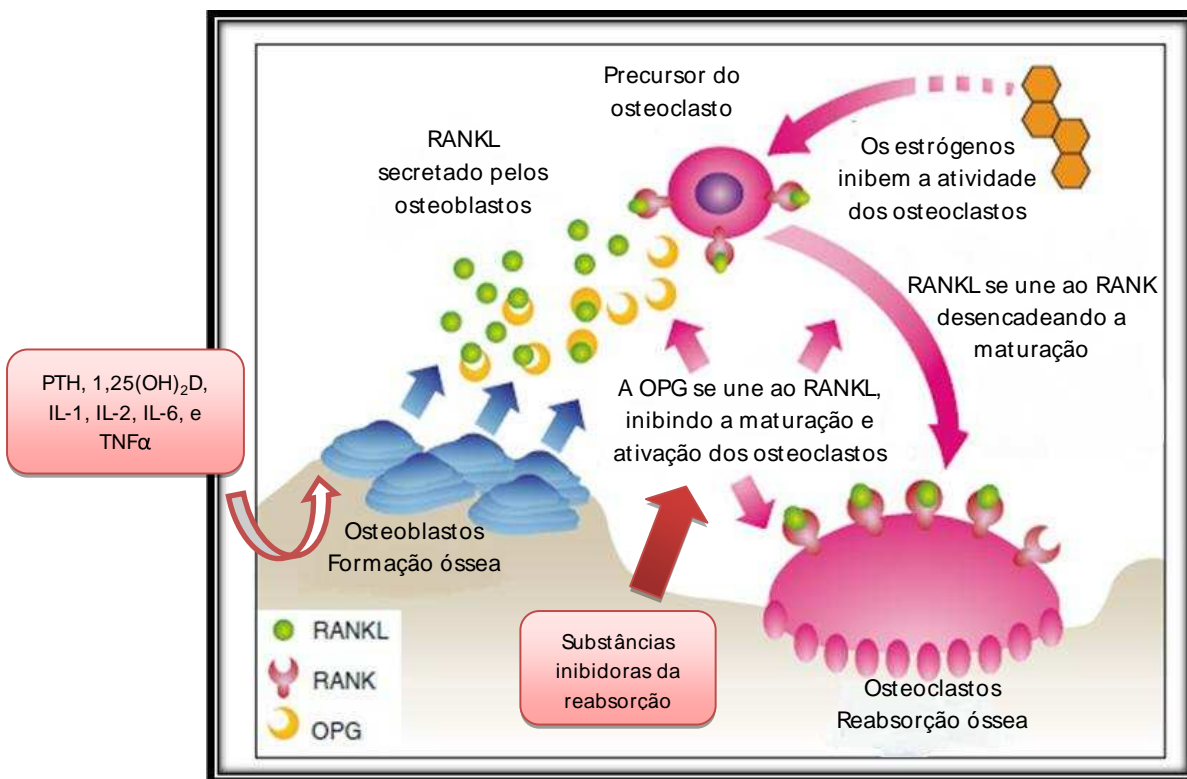 Precursor do
osteoclasto
RANKL
secretado pelos
osteoblastos
Os estrógenos
inibem a atividade
dos osteoclastos
RANKL se une ao RANK
desencadeando a
maturação
PTH, 1,25(OH)₂D,
IL-1, IL-2, IL-6, e
TNFα
A OPG se une ao RANKL,
inibindo a maturação e
ativação dos osteoclastos
Osteoblastos
Formação óssea
Substâncias
inibidoras da
reabsorção
Osteoclastos
Reabsorção óssea
RANKL
RANK
OPG